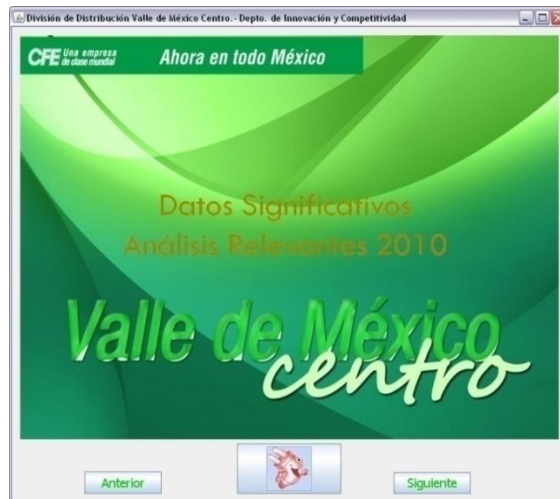 División de Distribución Valle de México Centro.- Depto. de Innovación y Competitividad
CFE Una empresa de clase mundial Ahora en todo México
Datos Significativos
Análisis Relevantes 2010
Valle de México
centro
Anterior Siguiente